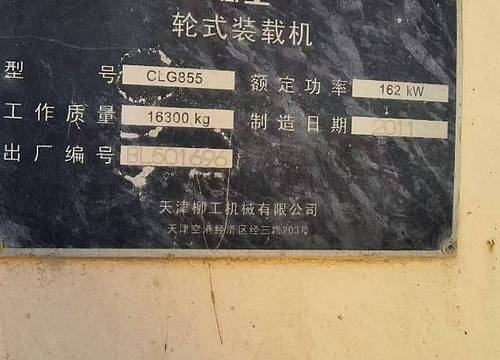 轮式装载机
型号 CLG855 额定功率 162 kW
工作质量 16300 kg 制造日期 2011
出厂编号 BL501696
天津柳工机械有限公司
天津空港经济区经三路203号